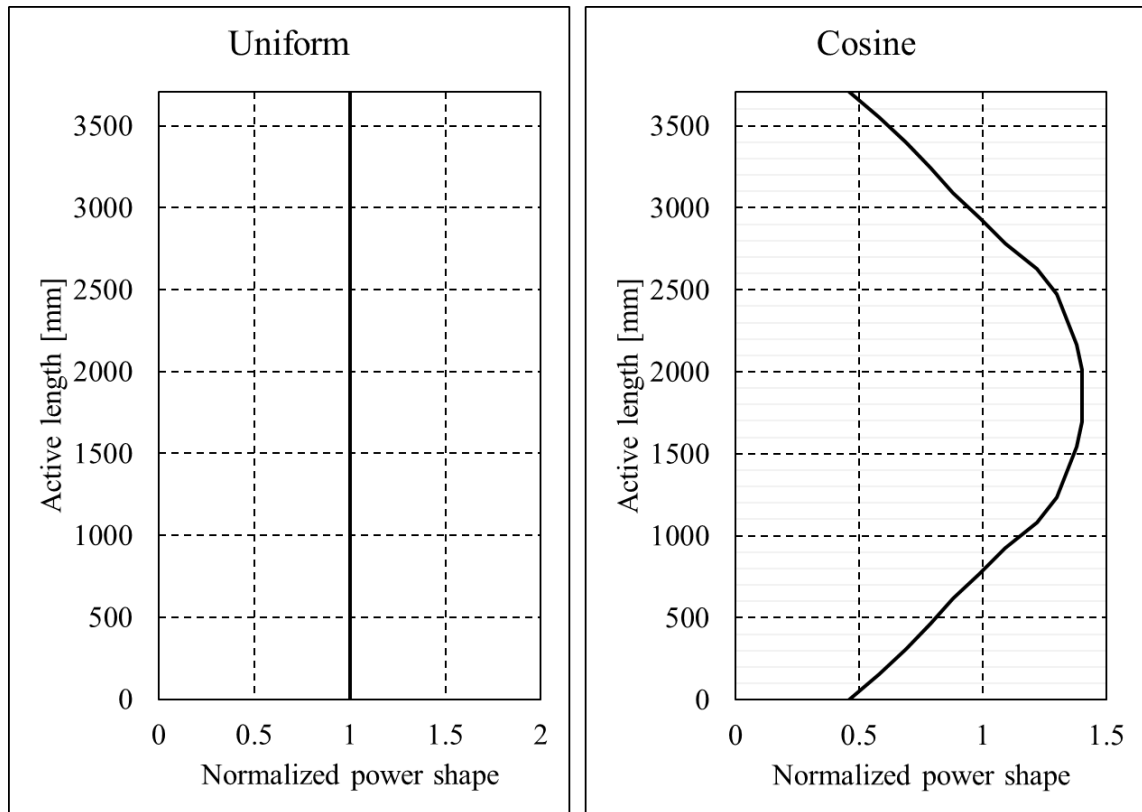 Uniform
Active length [mm]
3500
3000
2500
2000
1500
1000
500
0
0 0.5 1 1.5 2
Normalized power shape
Cosine
Active length [mm]
3500
3000
2500
2000
1500
1000
500
0
0 0.5 1 1.5
Normalized power shape